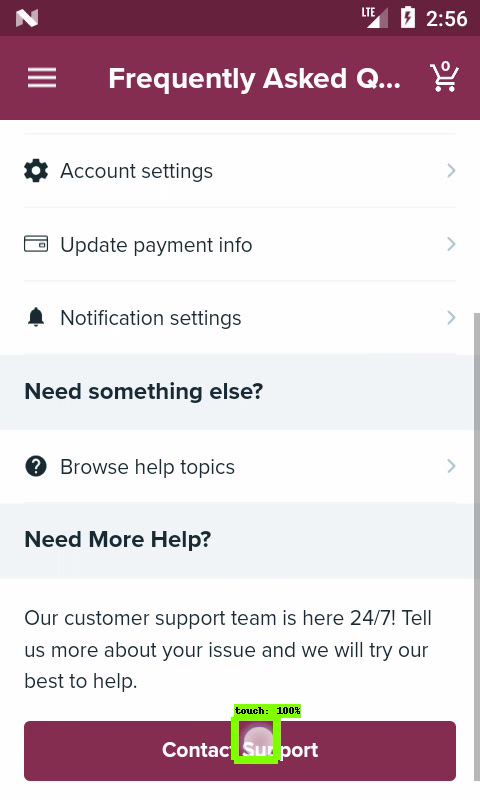 LTE 2:56
Frequently Asked Q... 0
Account settings
Update payment info
Notification settings
Need something else?
Browse help topics
Need More Help?
Our customer support team is here 24/7! Tell
us more about your issue and we will try our
best to help.
touch: 100%
Contact Support